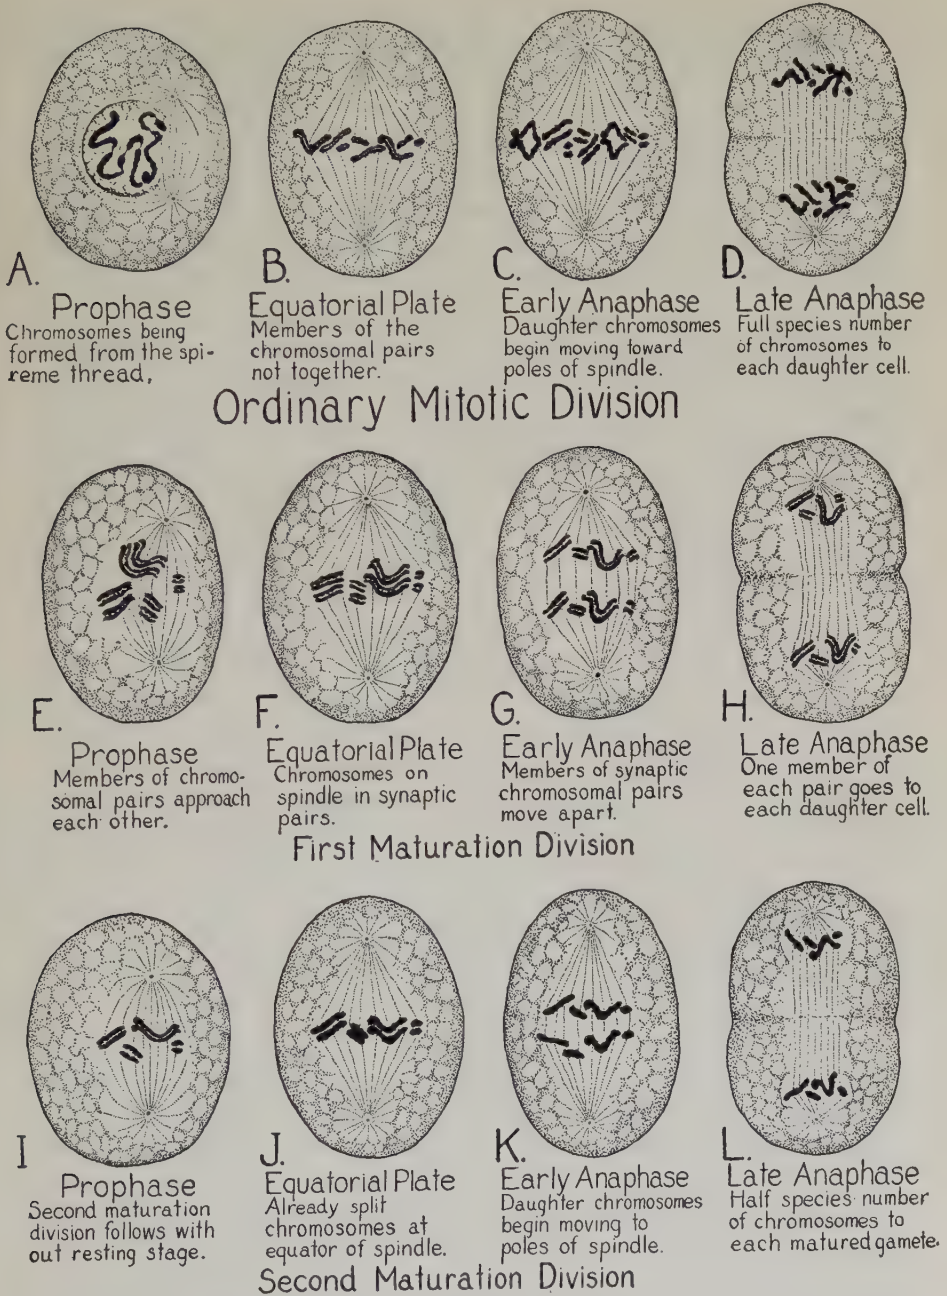 A.
Prophase
Chromosomes being
formed from the spi-
reme thread,
B.
Equatorial Plate
Members of the
chromosomal pairs
not together.
C.
Early Anaphase
Daughter chromosomes
begin moving toward
poles of spindle.
D.
Late Anaphase
Full species number
of chromosomes to
each daughter cell.
Ordinary Mitotic Division
E.
Prophase
Members of chromo-
somal pairs approach
each other.
F.
Equatorial Plate
Chromosomes on
spindle in synaptic
pairs.
G.
Early Anaphase
Members of synaptic
chromosomal pairs
move apart.
H.
Late Anaphase
One member of
each pair goes to
each daughter cell.
First Maturation Division
I
Prophase
Second maturation
division follows with
out resting stage.
J.
Equatorial Plate
Already split
chromosomes at
equator of spindle.
K.
Early Anaphase
Daughter chromosomes
begin moving to
poles of spindle.
L.
Late Anaphase
Half species number
of chromosomes to
each matured gamete.
Second Maturation Division